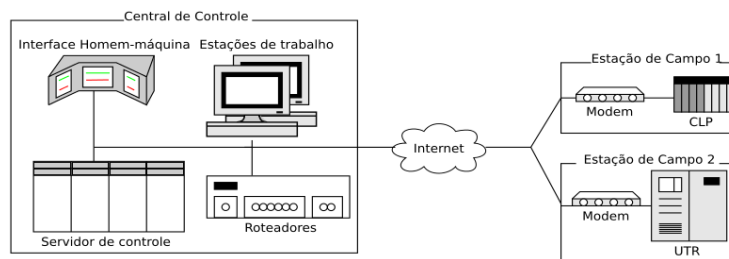 Central de Controle
Interface Homem-máquina
Estações de trabalho
Servidor de controle
Roteadores
Internet
Estação de Campo 1
Modem
CLP
Estação de Campo 2
Modem
UTR